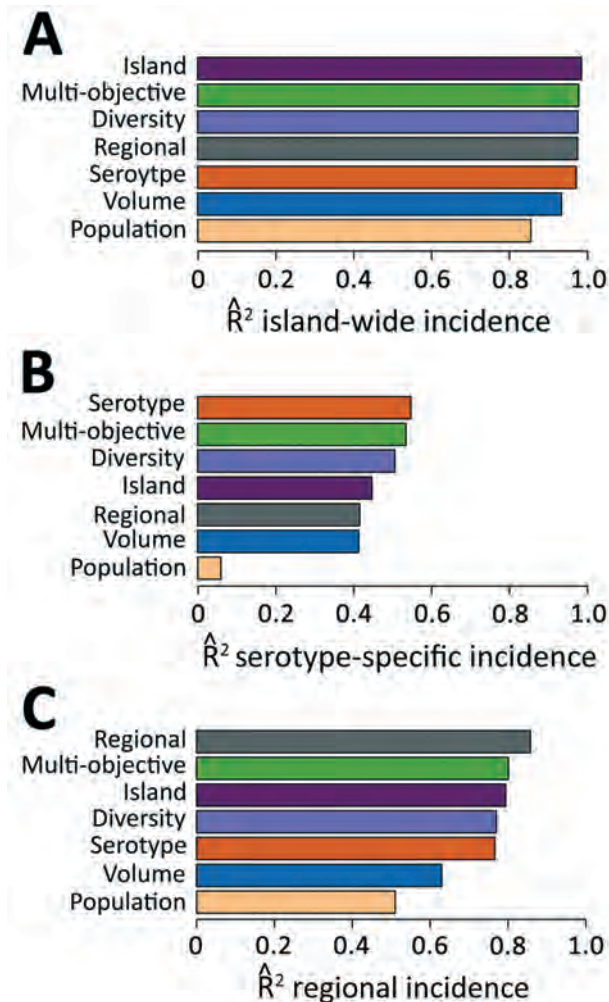 A
Island
Multi-objective
Diversity
Regional
Seroytpe
Volume
Population
0 0.2 0.4 0.6 0.8 1.0
R̂² island-wide incidence
B
Serotype
Multi-objective
Diversity
Island
Regional
Volume
Population
0 0.2 0.4 0.6 0.8 1.0
R̂² serotype-specific incidence
C
Regional
Multi-objective
Island
Diversity
Serotype
Volume
Population
0 0.2 0.4 0.6 0.8 1.0
R̂² regional incidence